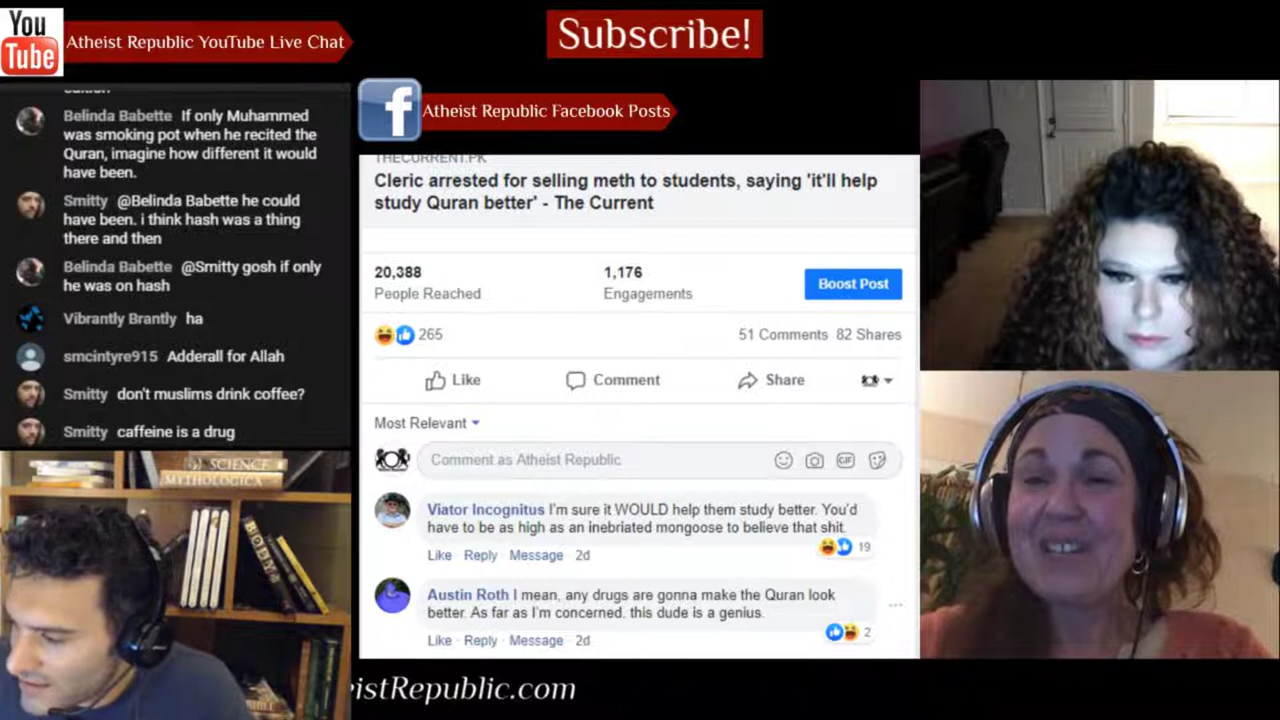 You
Tube
Atheist Republic YouTube Live Chat
Subscribe!
Belinda Babette If only Muhammed
was smoking pot when he recited the
Quran, imagine how different it would
have been.
Smitty @Belinda Babette he could
have been. i think hash was a thing
there and then
Belinda Babette @Smitty gosh if only
he was on hash
Vibrantly Brantly ha
smcintyre915 Adderall for Allah
Smitty don't muslims drink coffee?
Smitty caffeine is a drug
f
Atheist Republic Facebook Posts
THECURRENT.PK
Cleric arrested for selling meth to students, saying 'it'll help
study Quran better' - The Current
20,388
People Reached
1,176
Engagements
Boost Post
265
51 Comments 82 Shares
Like
Comment
Share
Most Relevant
Comment as Atheist Republic
GIF
Viator Incognitus I'm sure it WOULD help them study better. You'd
have to be as high as an inebriated mongoose to believe that shit.
Like Reply Message 2d
19
Austin Roth I mean, any drugs are gonna make the Quran look
better. As far as I'm concerned, this dude is a genius.
Like · Reply · Message 2d
2
SCIENCE
MYTHOLOGICA
BODY
eistRepublic.com